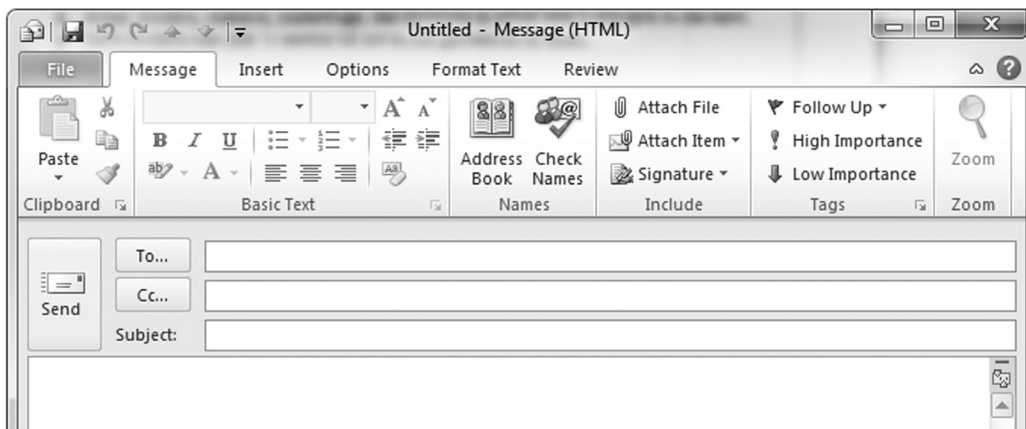 Untitled - Message (HTML)
File Message Insert Options Format Text Review
Paste
B I U
A
Address Book
Check Names
Attach File
Attach Item
Signature
Follow Up
High Importance
Low Importance
Zoom
Clipboard Basic Text Names Include Tags Zoom
Send
To...
Cc...
Subject: